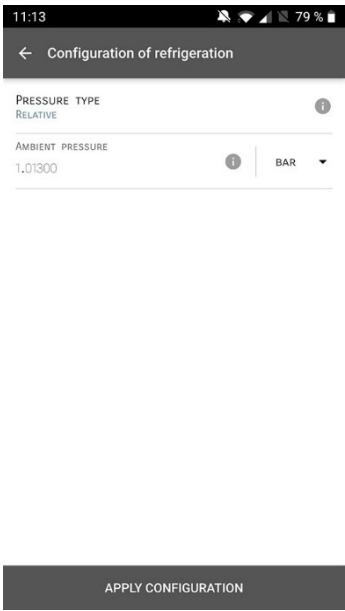 11:13
79 %
Configuration of refrigeration
PRESSURE TYPE
RELATIVE
AMBIENT PRESSURE
1.01300
BAR
APPLY CONFIGURATION